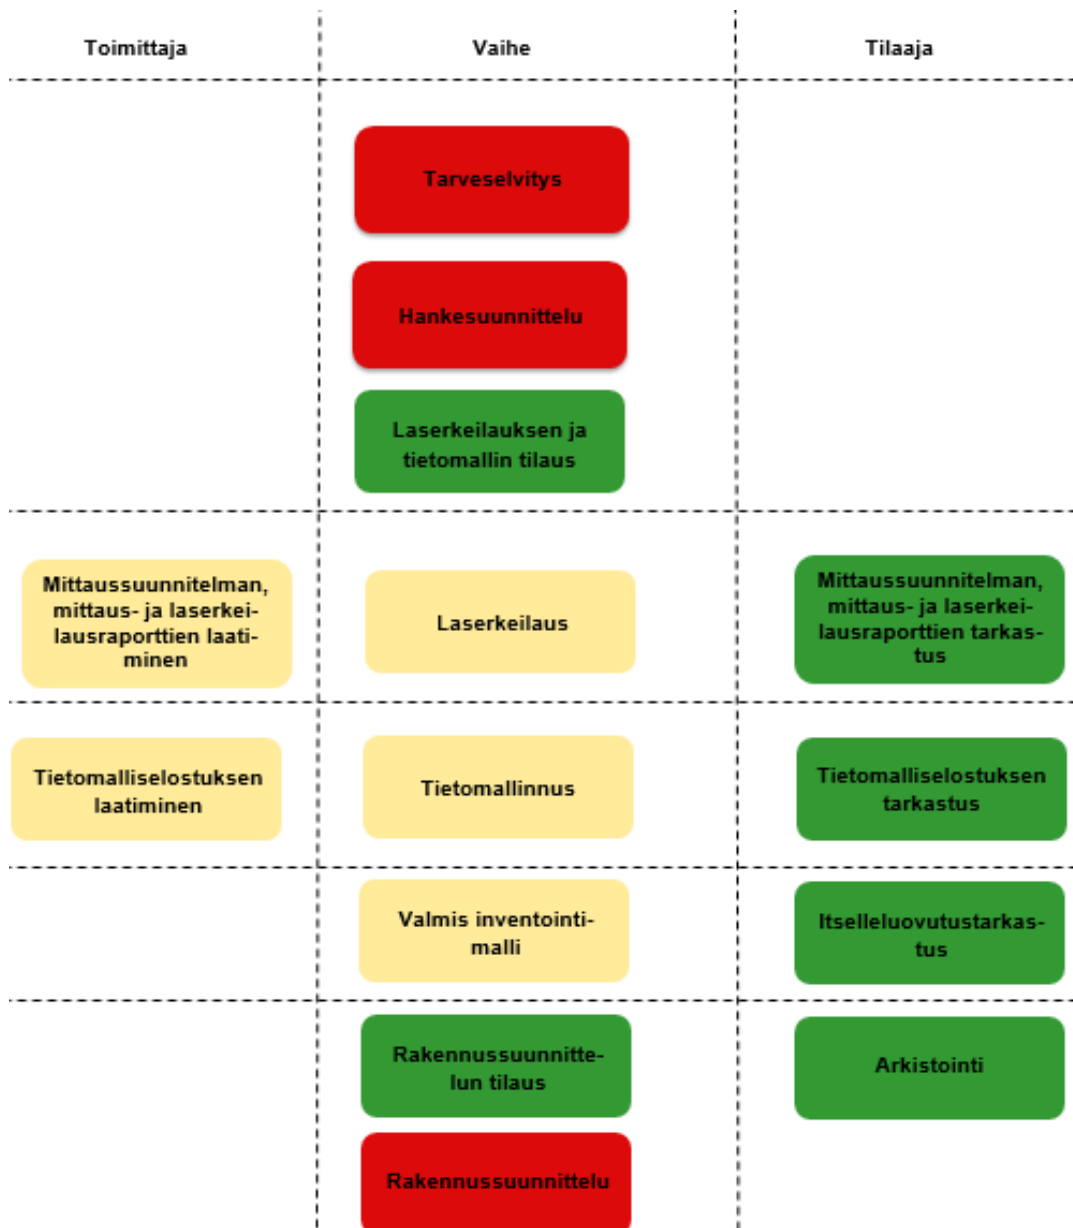 Toimittaja
Vaihe
Tilaaja
Tarveselvitys
Hankesuunnittelu
Laserkeilauksen ja
tietomallin tilaus
Mittaussuunnitelman,
mittaus- ja laserkei-
lausraporttien laati-
minen
Laserkeilaus
Mittaussuunnitelman,
mittaus- ja laserkei-
lausraporttien tarkas-
tus
Tietomalliselostuksen
laatiminen
Tietomallinnus
Tietomalliselostuksen
tarkastus
Valmis inventointi-
malli
Itselleluovutustarkas-
tus
Rakennussuunnitte-
lun tilaus
Arkistointi
Rakennussuunnittelu